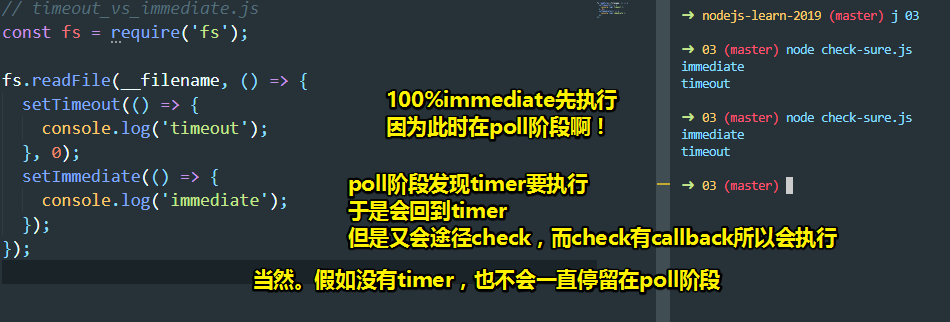 // timeout_vs_immediate.js
const fs = require('fs');
fs.readFile(__filename, () => {
setTimeout(() => {
console.log('timeout');
}, 0);
setImmediate(() => {
console.log('immediate');
});
});
100%immediate先执行
因为此时在poll阶段啊！
poll阶段发现timer要执行
于是会回到timer
但是又会途径check，而check有callback所以会执行
当然。假如没有timer，也不会一直停留在poll阶段
➜ nodejs-learn-2019 (master) j 03
➜ 03 (master) node check-sure.js
immediate
timeout
➜ 03 (master) node check-sure.js
immediate
timeout
➜ 03 (master)